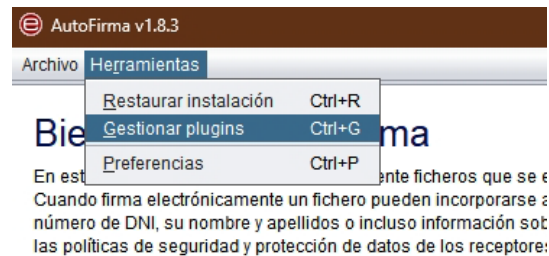 AutoFirma v1.8.3
Archivo Herramientas
Restaurar instalación Ctrl+R
Gestionar plugins Ctrl+G
Preferencias Ctrl+P
Bie ma
En est ente ficheros que se
Cuando firma electrónicamente un fichero pueden incorporarse
número de DNI, su nombre y apellidos o incluso información sob
las políticas de seguridad y protección de datos de los receptores